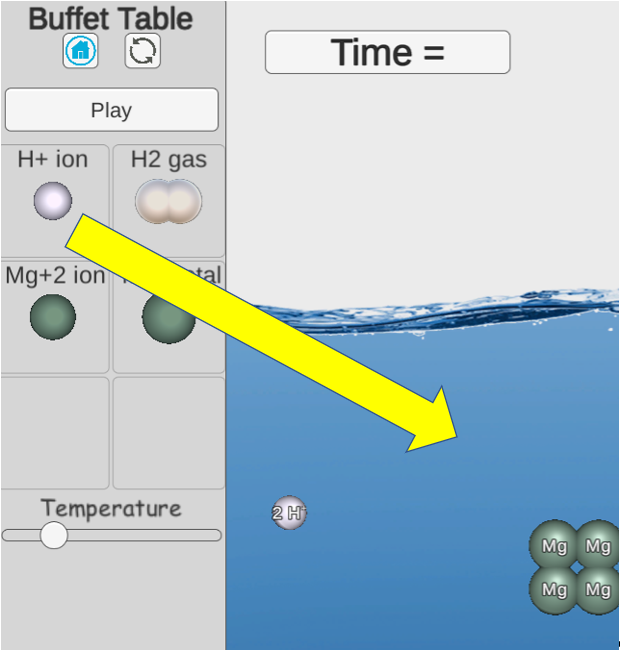 Buffet Table
Time =
Play
H+ ion
H2 gas
Mg+2 ion
Temperature
2 H+
Mg Mg
Mg Mg